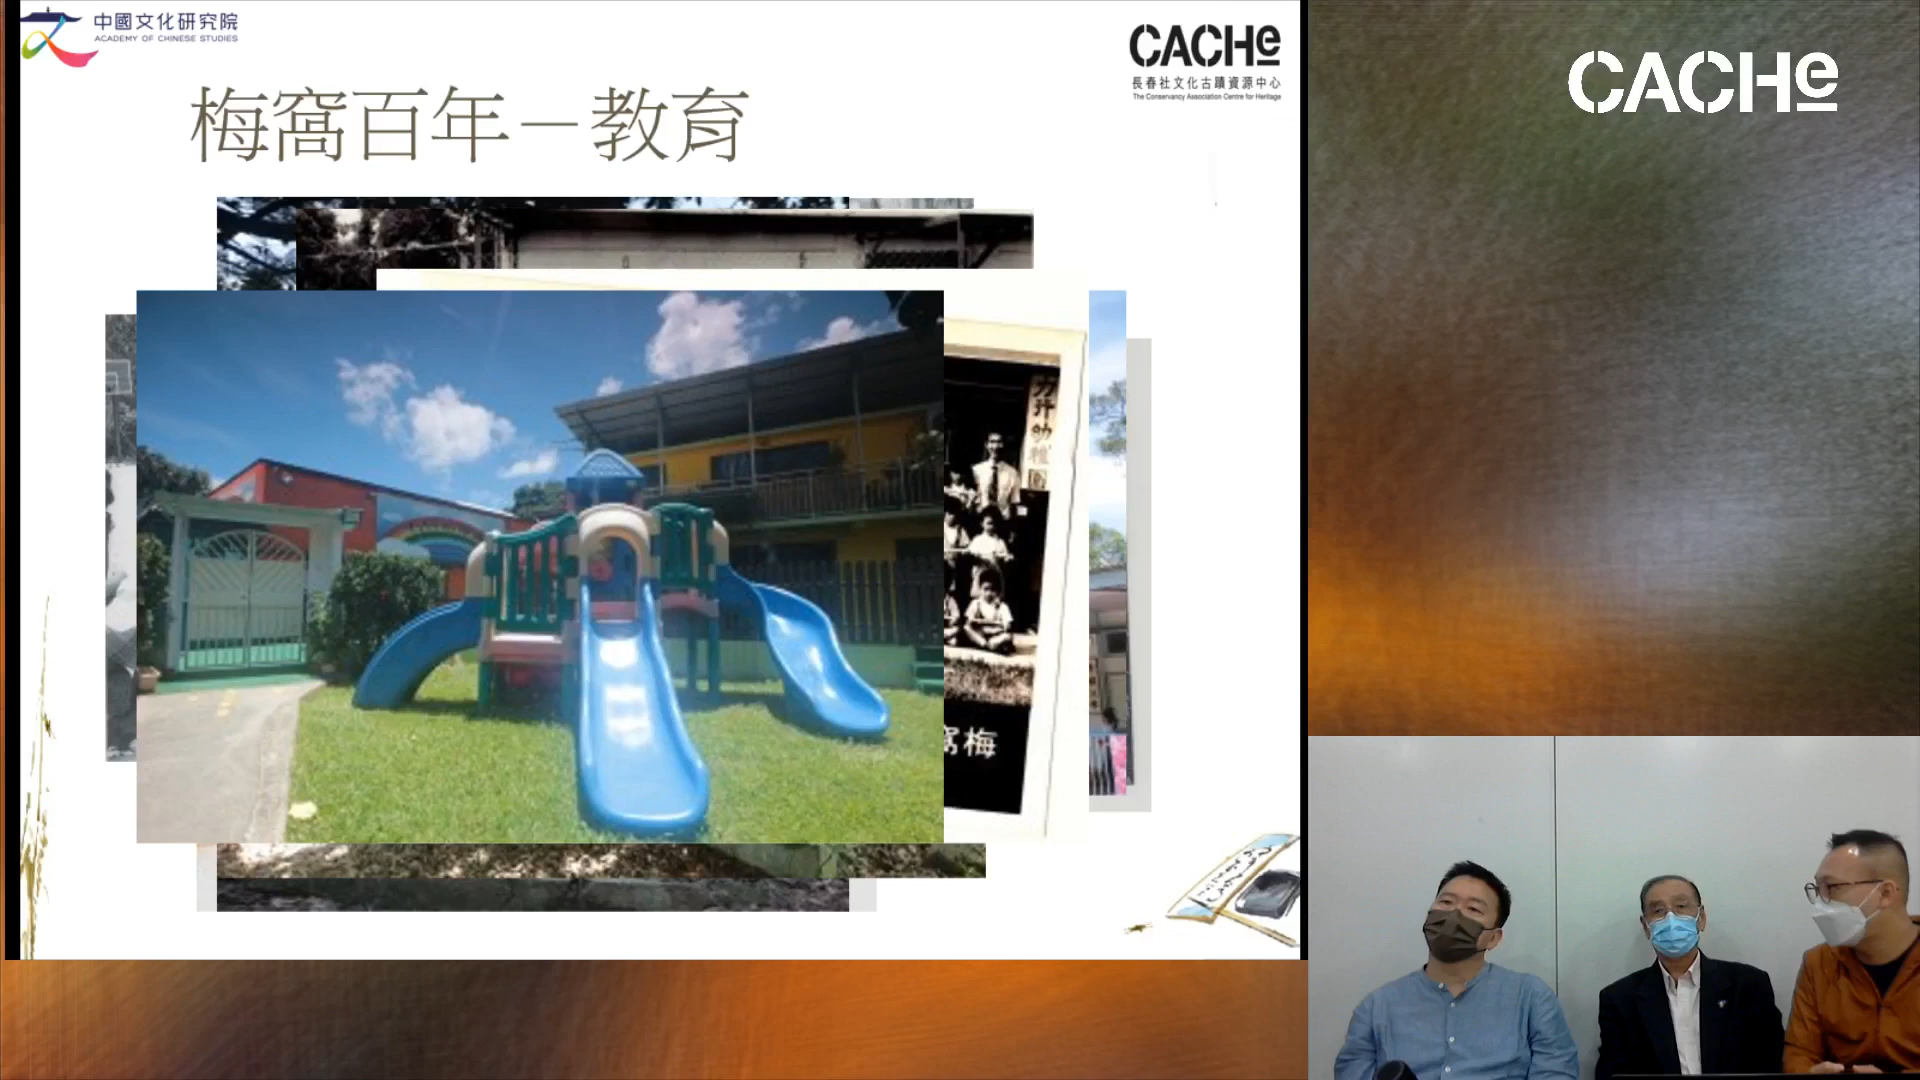 中國文化研究院
ACADEMY OF CHINESE STUDIES
CACHe
長春社文化古蹟資源中心
The Conservancy Association Centre for Heritage
CACHe
梅窩百年－教育
窩梅